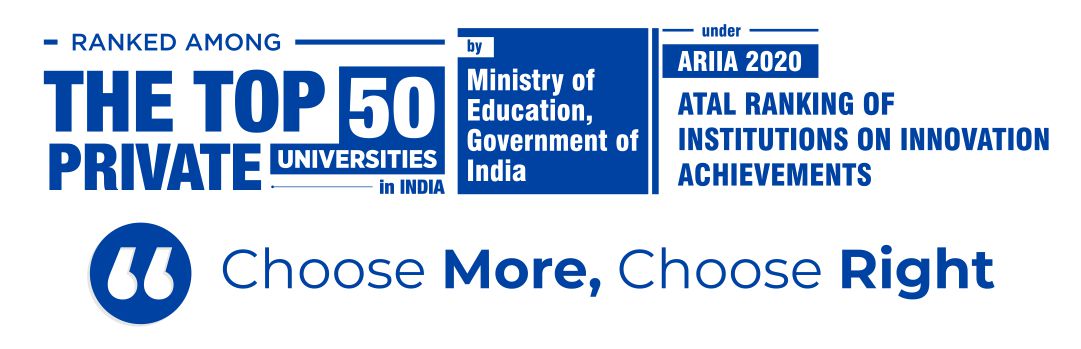 RANKED AMONG
THE TOP 50
PRIVATE UNIVERSITIES
in INDIA
by
Ministry of
Education,
Government of
India
under
ARIIA 2020
ATAL RANKING OF
INSTITUTIONS ON INNOVATION
ACHIEVEMENTS
“ Choose More, Choose Right